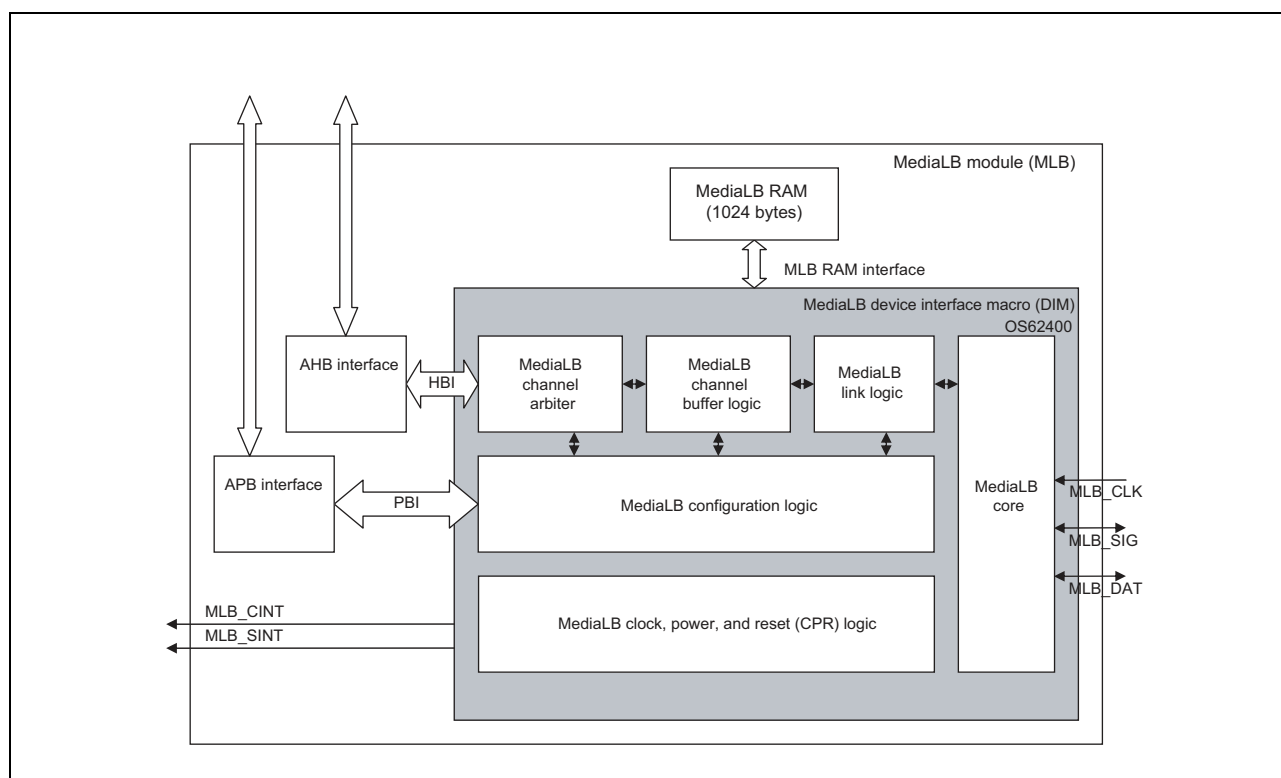 MediaLB module (MLB)
MediaLB RAM
(1024 bytes)
MLB RAM interface
MediaLB device interface macro (DIM)
OS62400
AHB interface
HBI
MediaLB
channel
arbiter
MediaLB
channel
buffer logic
MediaLB
link logic
APB interface
PBI
MediaLB configuration logic
MediaLB
core
MLB_CLK
MLB_SIG
MLB_DAT
MLB_CINT
MLB_SINT
MediaLB clock, power, and reset (CPR) logic